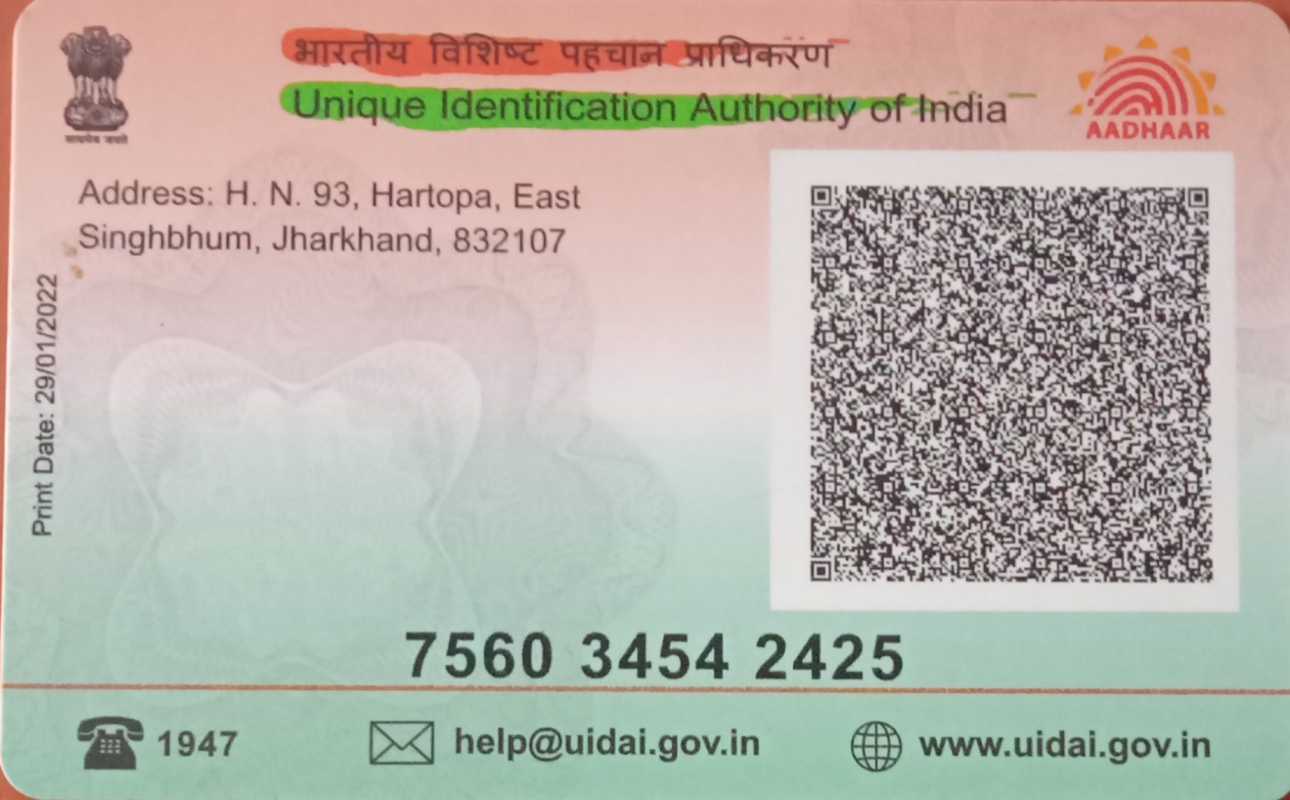 भारतीय विशिष्ट पहचान प्राधिकरण
Unique Identification Authority of India
AADHAAR
सत्यमेव जयते
Address: H. N. 93, Hartopa, East
Singhbhum, Jharkhand, 832107
Print Date: 29/01/2022
7560 3454 2425
1947
help@uidai.gov.in
www.uidai.gov.in